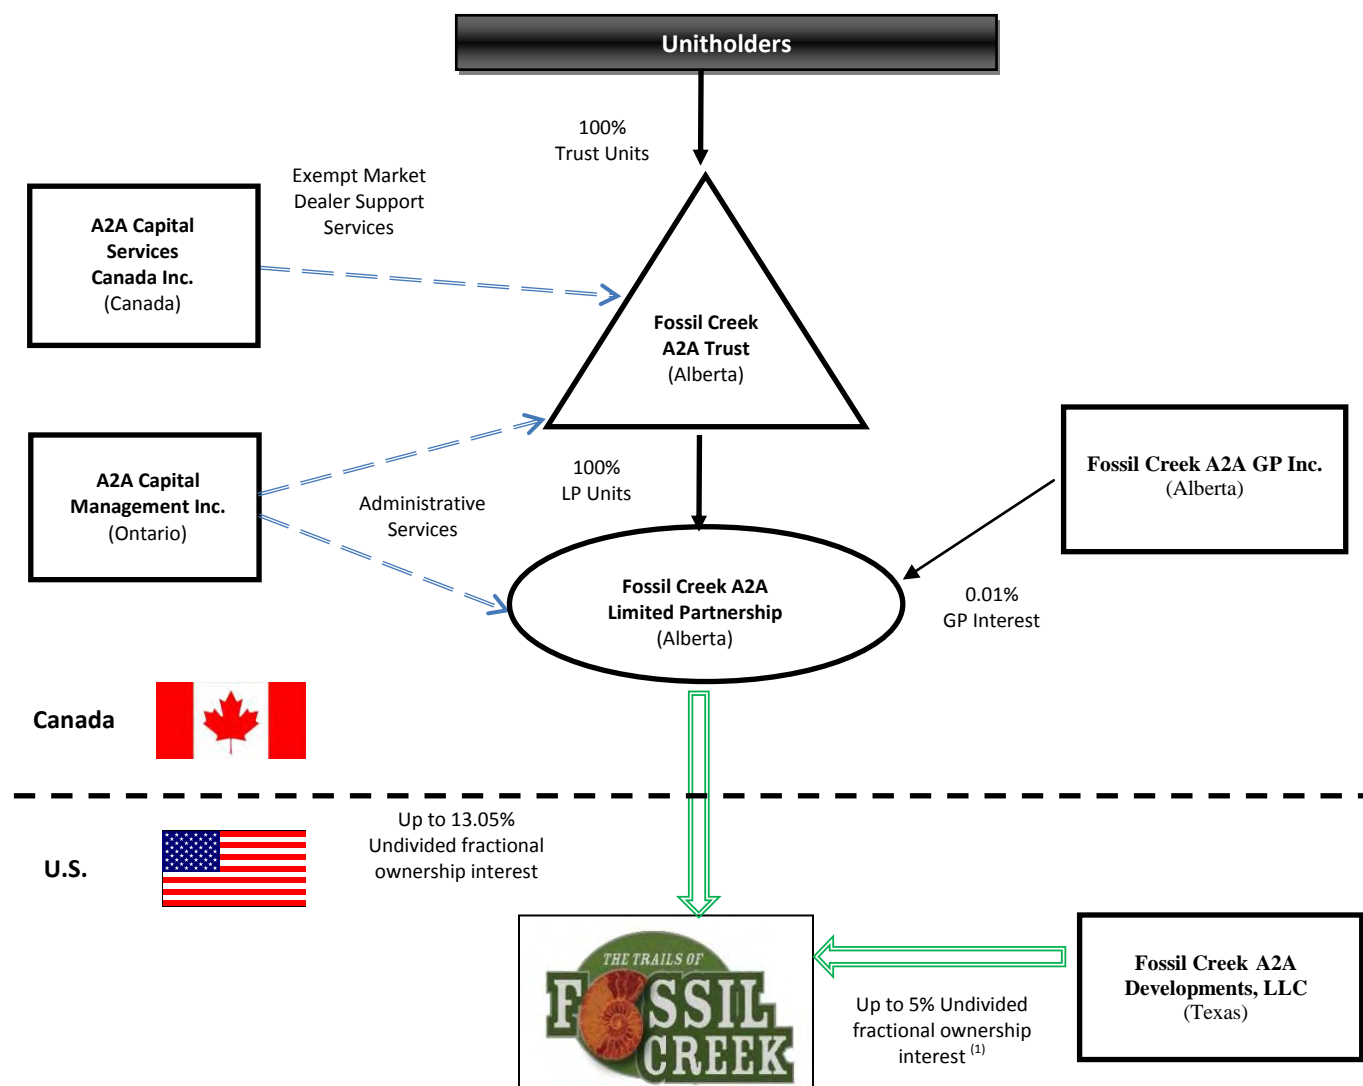 Unitholders
100%
Trust Units
Exempt Market
Dealer Support
Services
A2A Capital
Services
Canada Inc.
(Canada)
Fossil Creek
A2A Trust
(Alberta)
A2A Capital
Management Inc.
(Ontario)
Administrative
Services
100%
LP Units
Fossil Creek A2A GP Inc.
(Alberta)
Fossil Creek A2A
Limited Partnership
(Alberta)
0.01%
GP Interest
Canada
U.S.
Up to 13.05%
Undivided fractional
ownership interest
THE TRAILS OF
FOSSIL
CREEK
Up to 5% Undivided
fractional ownership
interest (1)
Fossil Creek A2A
Developments, LLC
(Texas)